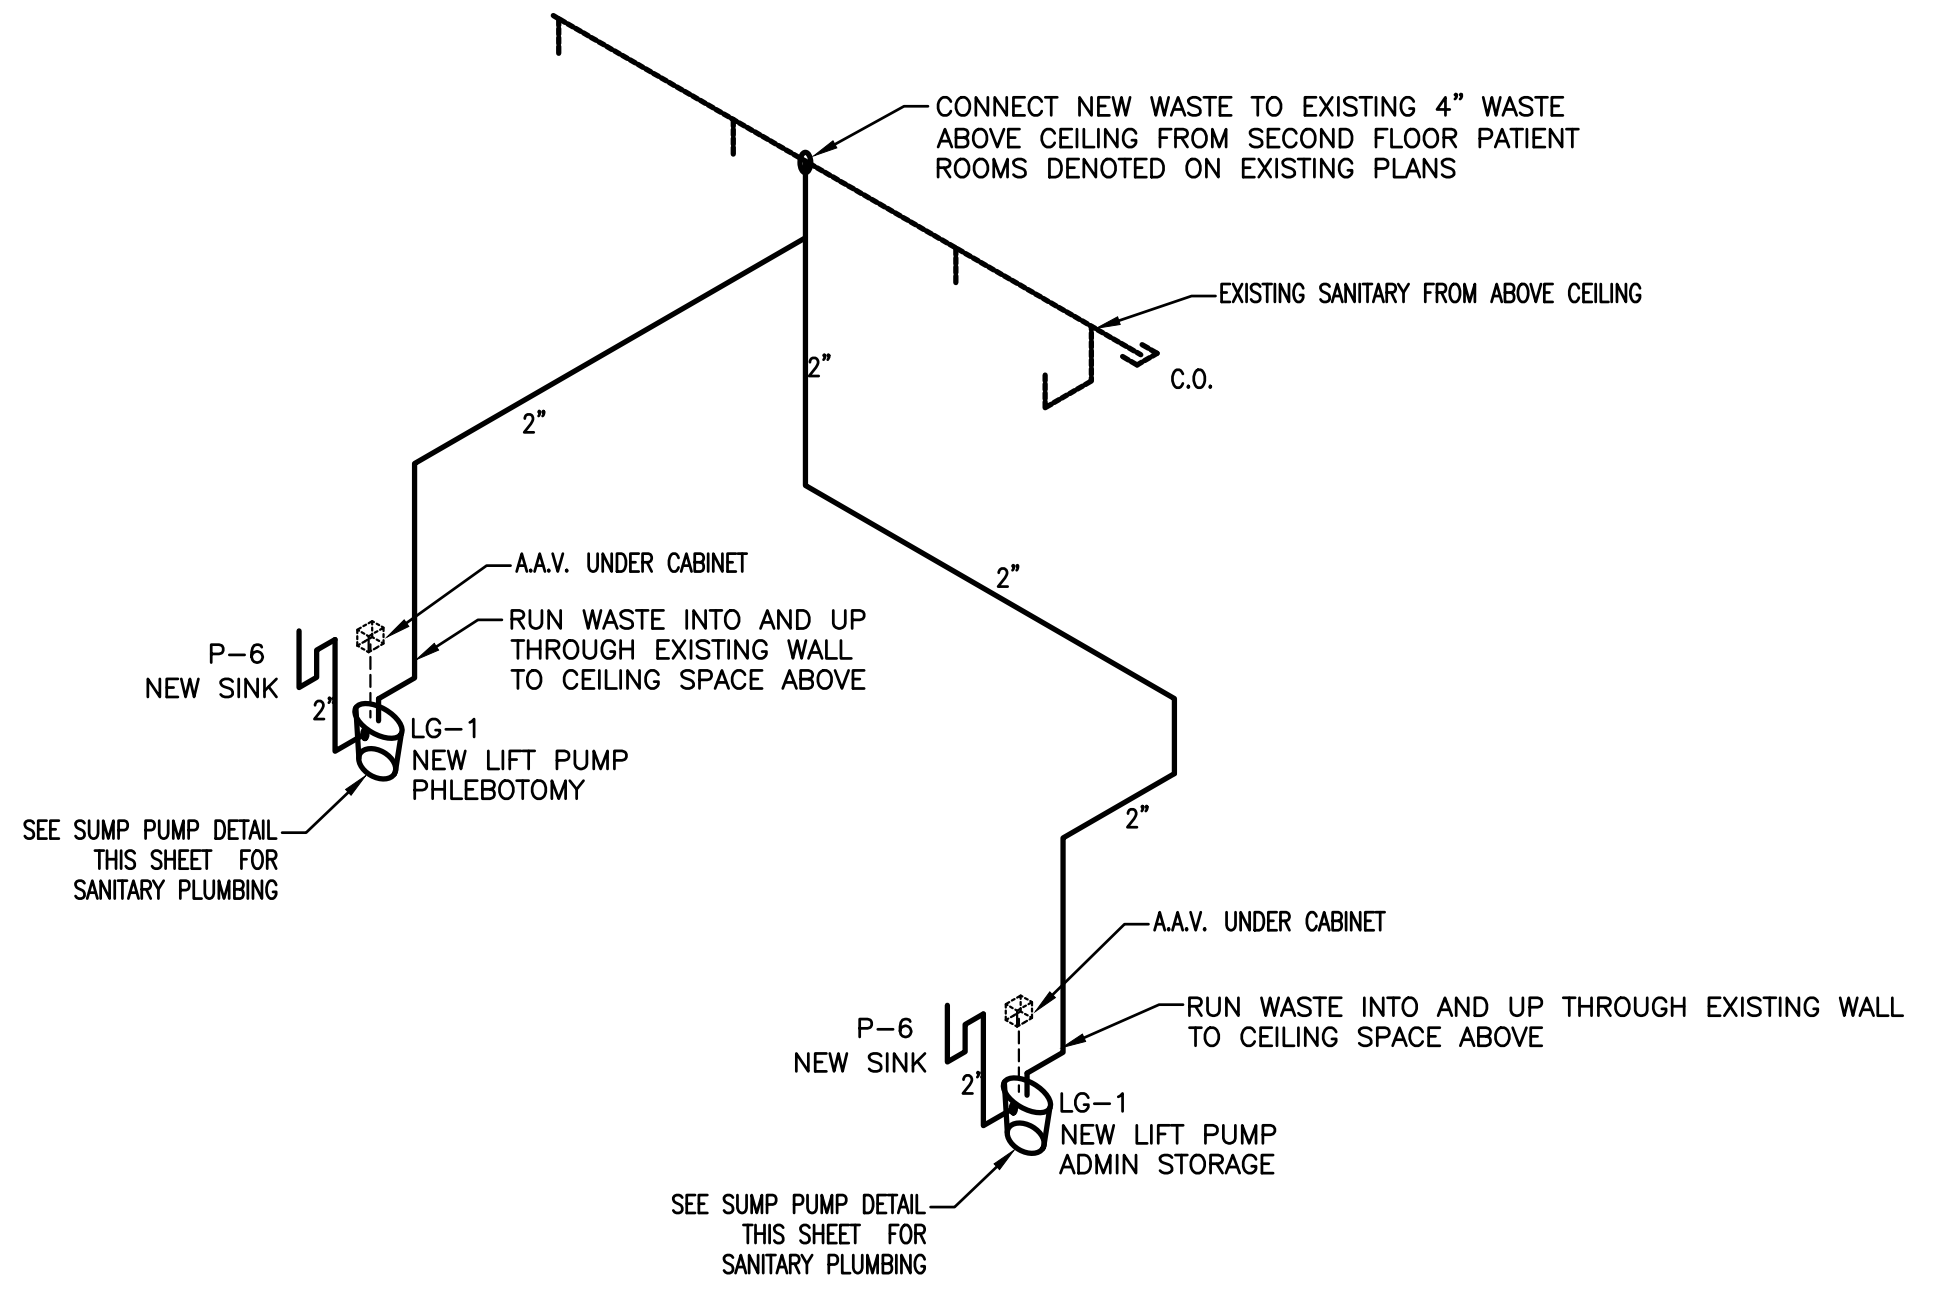 CONNECT NEW WASTE TO EXISTING 4" WASTE
ABOVE CEILING FROM SECOND FLOOR PATIENT
ROOMS DENOTED ON EXISTING PLANS
EXISTING SANITARY FROM ABOVE CEILING
C.O.
2"
2"
A.A.V. UNDER CABINET
RUN WASTE INTO AND UP
THROUGH EXISTING WALL
TO CEILING SPACE ABOVE
P-6
NEW SINK
2"
LG-1
NEW LIFT PUMP
PHLEBOTOMY
SEE SUMP PUMP DETAIL
THIS SHEET FOR
SANITARY PLUMBING
2"
2"
A.A.V. UNDER CABINET
RUN WASTE INTO AND UP THROUGH EXISTING WALL
TO CEILING SPACE ABOVE
P-6
NEW SINK
2"
LG-1
NEW LIFT PUMP
ADMIN STORAGE
SEE SUMP PUMP DETAIL
THIS SHEET FOR
SANITARY PLUMBING